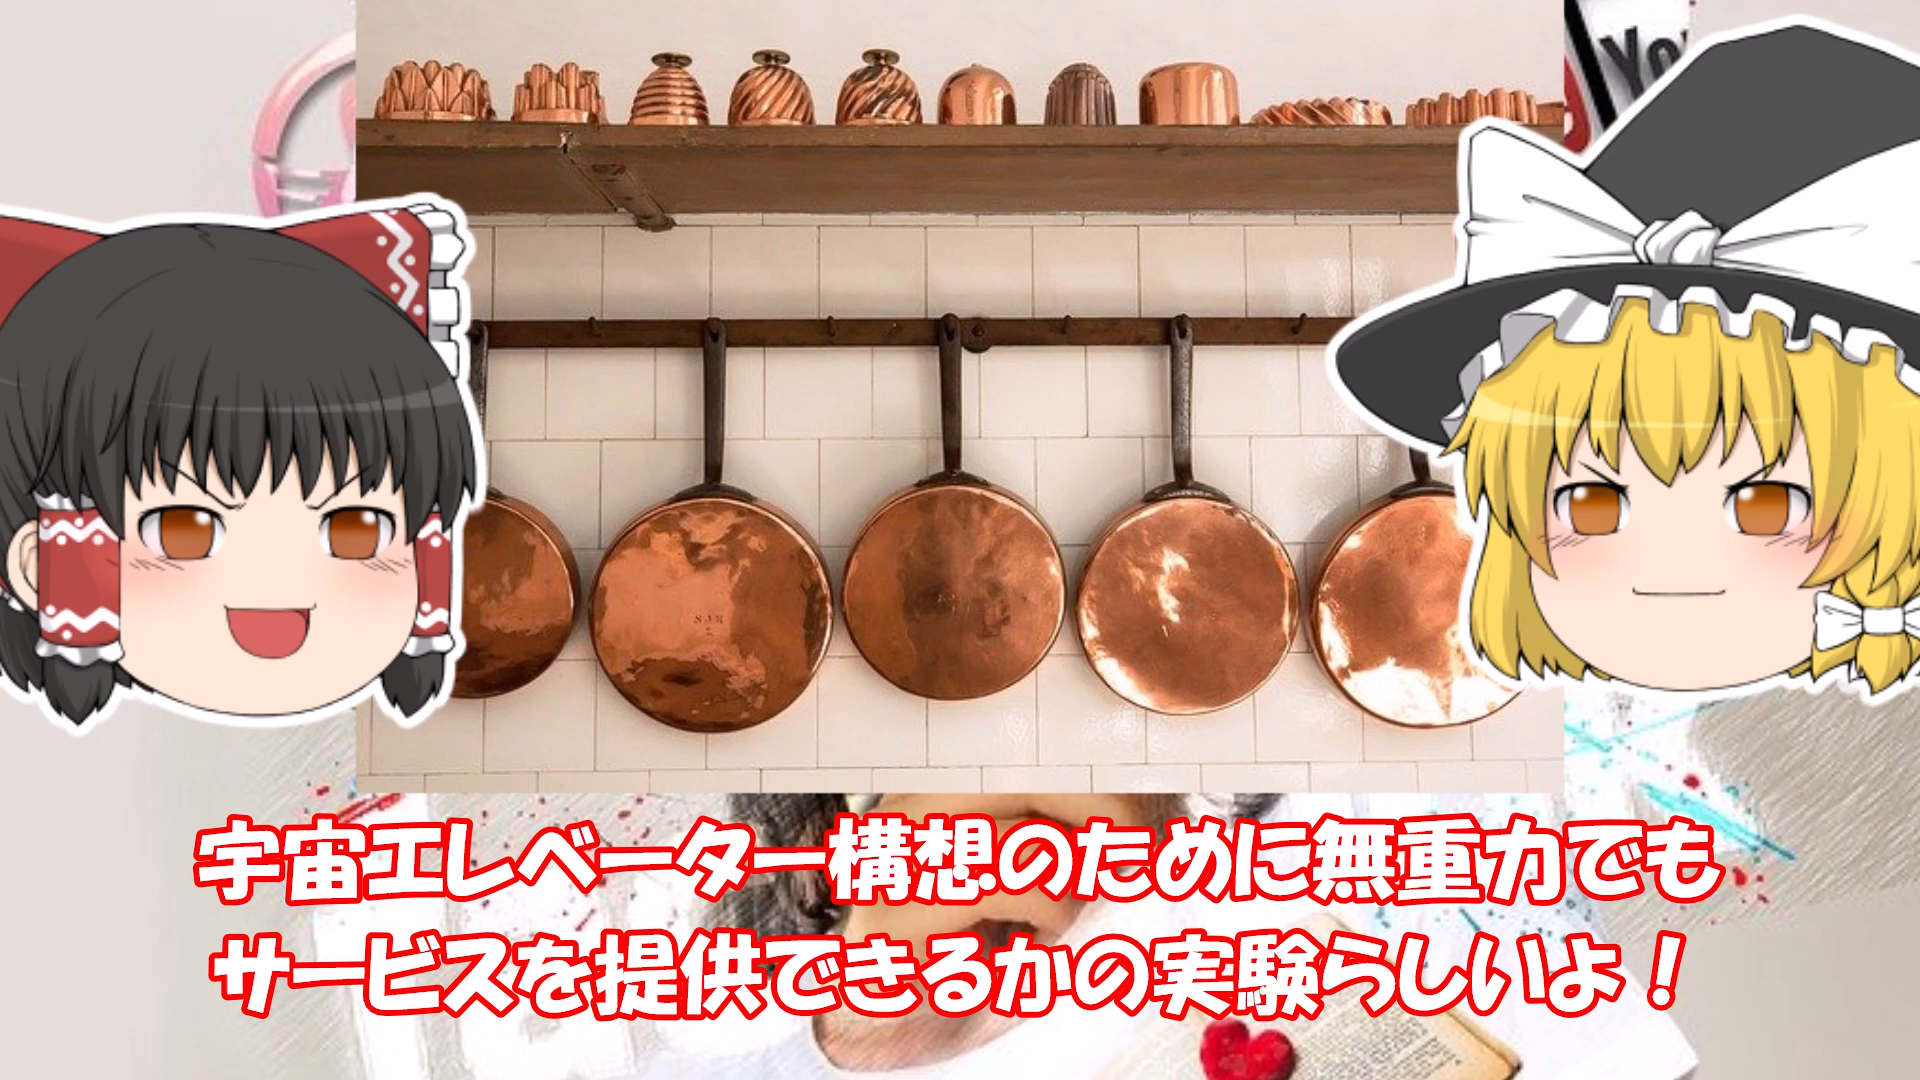 You
宇宙エレベーター構想のために無重力でも
サービスを提供できるかの実験らしいよ！